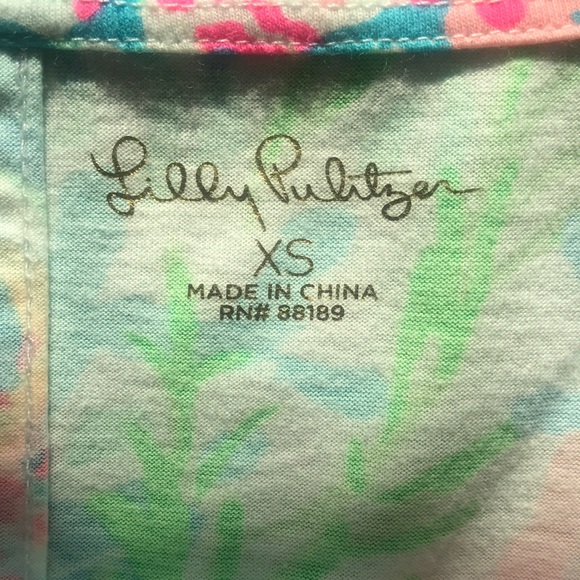 Lilly Pulitzer
XS
MADE IN CHINA
RN# 88189